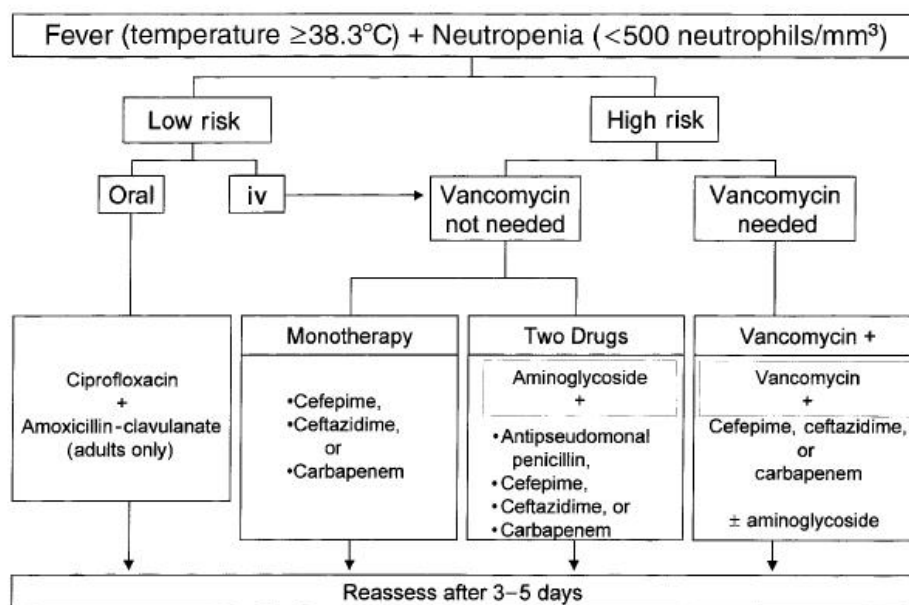 Fever (temperature ≥38.3°C) + Neutropenia (<500 neutrophils/mm³)
Low risk
High risk
Oral
iv
Vancomycin
not needed
Vancomycin
needed
Ciprofloxacin
+
Amoxicillin-clavulanate
(adults only)
Monotherapy
•Cefepime,
•Ceftazidime,
or
•Carbapenem
Two Drugs
Aminoglycoside
+
•Antipseudomonal
penicillin,
•Cefepime,
•Ceftazidime, or
•Carbapenem
Vancomycin +
Vancomycin
+
Cefepime, ceftazidime,
or
carbapenem
± aminoglycoside
Reassess after 3–5 days